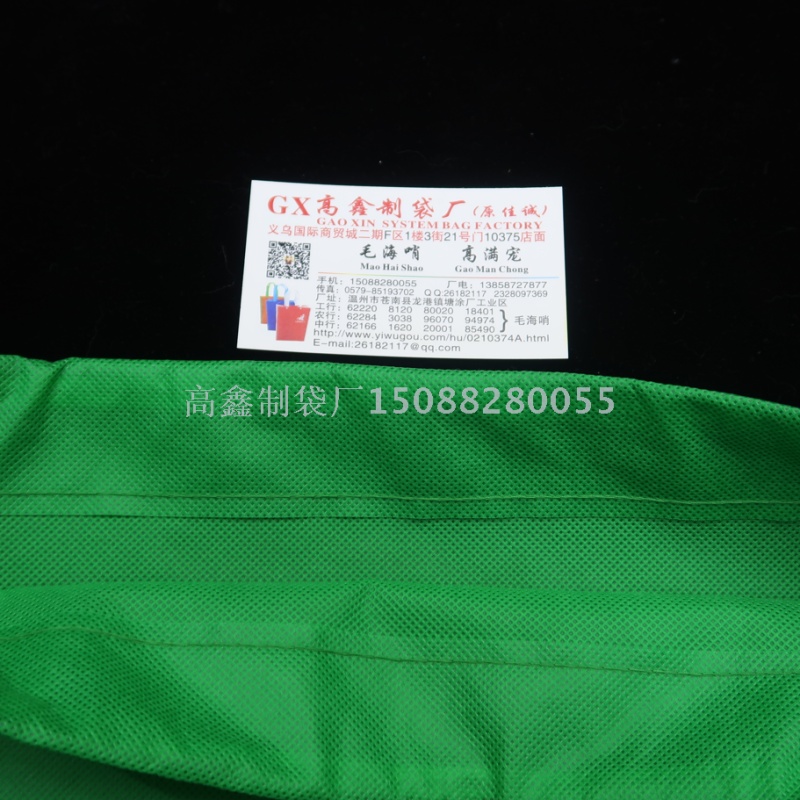 GX高鑫制袋厂(原佳诚)
GAO XIN SYSTEM BAG FACTORY
义乌国际商贸城二期F区1楼3街21号门10375店面
毛海哨 高满宠
Mao Hai Shao Gao Man Chong
手机:15088280055 厂电:13858727877
传真:0579-85193702 QQ:26182117 2328097369
厂址:温州市苍南县龙港镇塘涂厂工业区
工行:62220 8120 80020 18401
农行:62284 3038 96070 94974 }毛海哨
中行:62166 1620 20001 85490
http://www.yiwugou.com/hu/0210374A.html
E-mail:26182117@qq.com
高鑫制袋厂15088280055